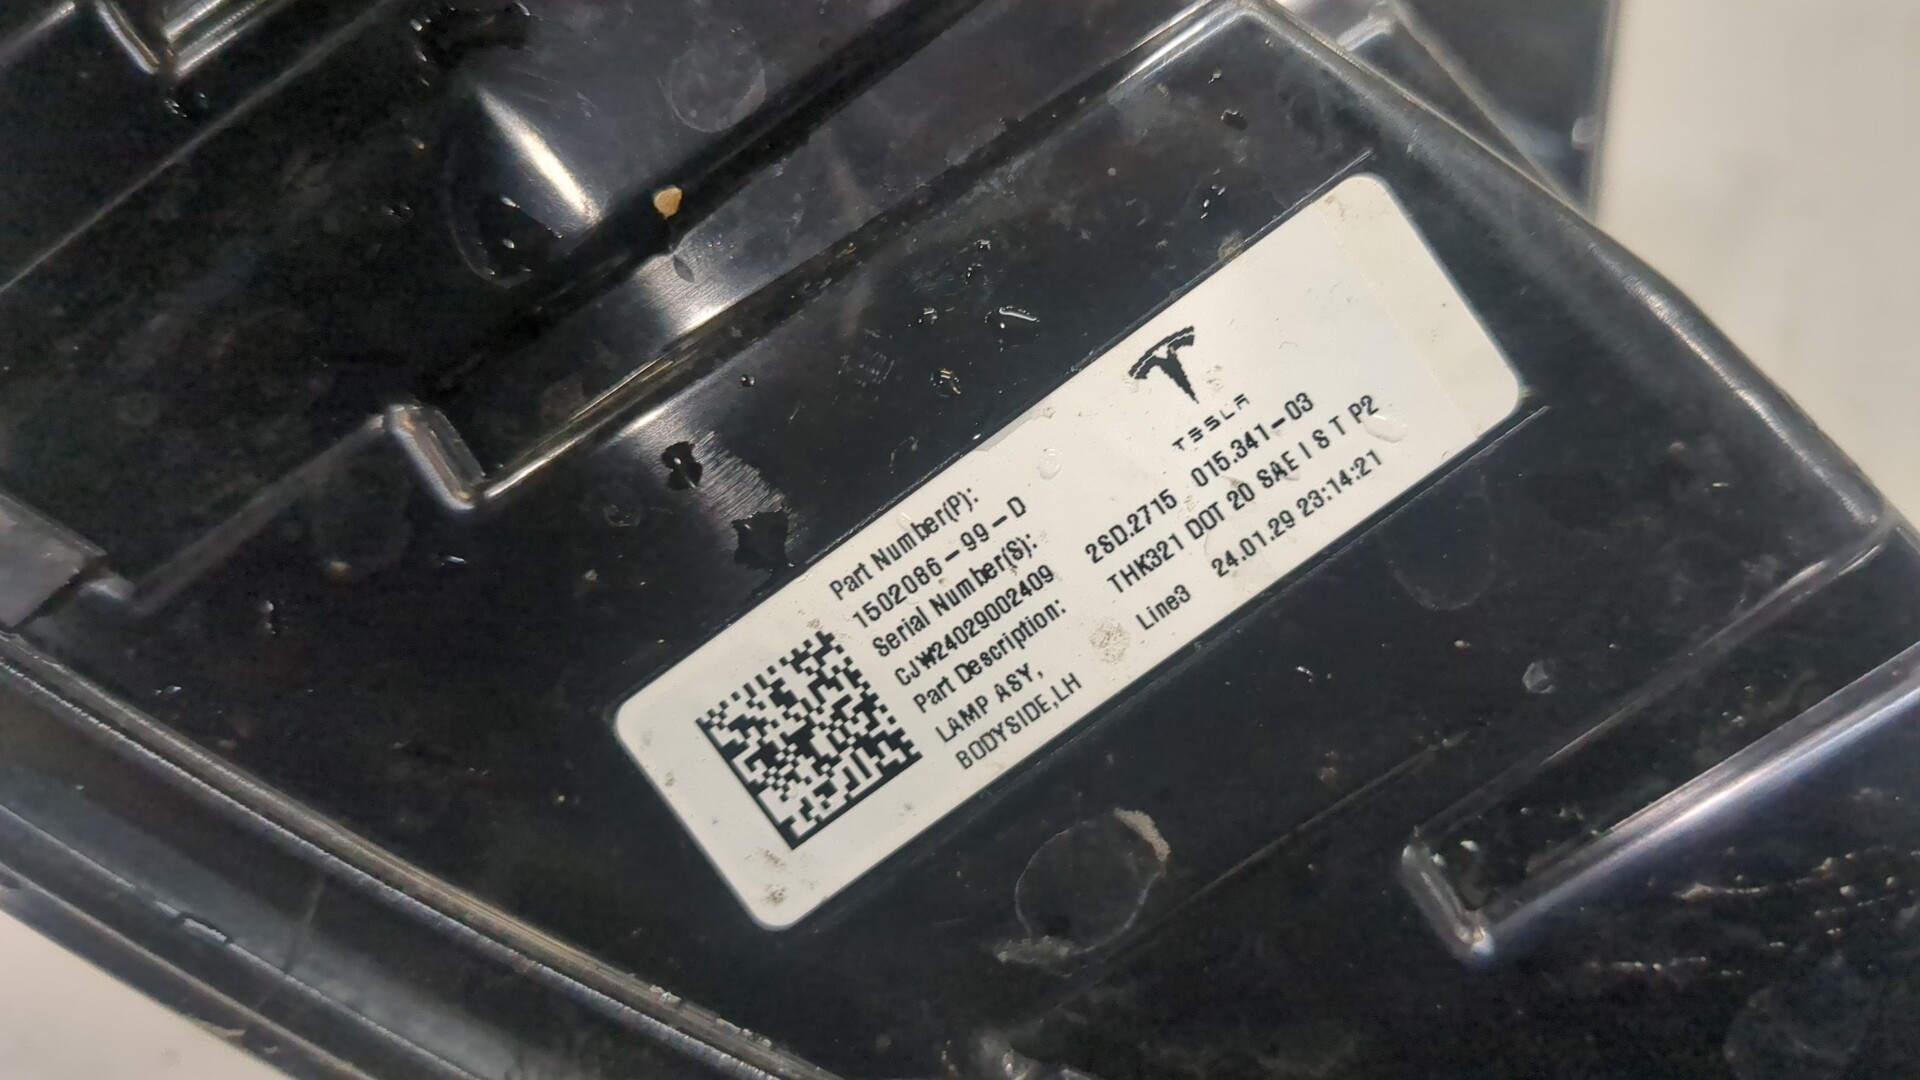 Part Number(P):
1502086-99-D
Serial Number(S):
CJW24029002409
Part Description:
LAMP ASY,
BODYSIDE,LH
TESLA
2SD.2715 015.341-03
THK321 DOT 20 SAE I S T P2
Line3 24.01.29 23:14:21